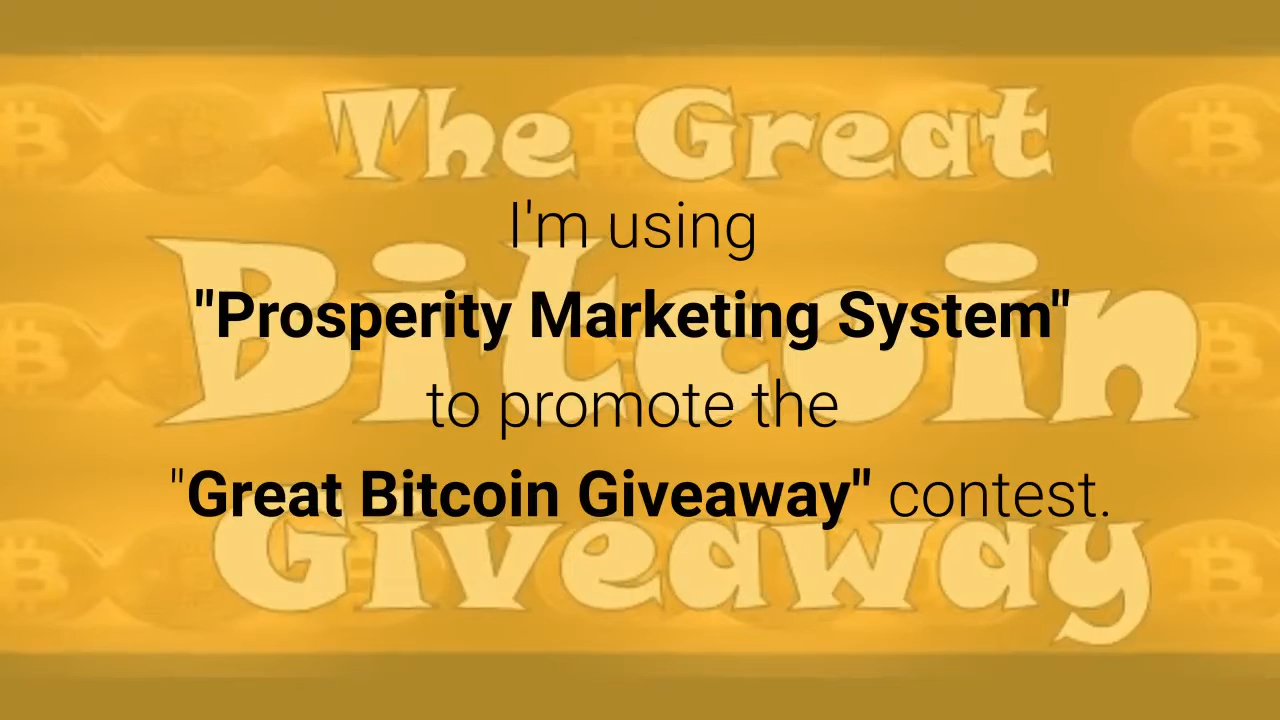 The Great
I'm using
Bitcoin
"Prosperity Marketing System"
to promote the
"Great Bitcoin Giveaway" contest.
Giveaway